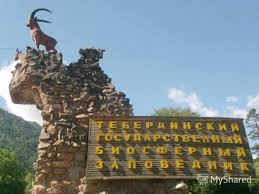 ТЕБЕРДИНСКИЙ
ГОСУДАРСТВЕННЫЙ
БИОСФЕРНЫЙ
ЗАПОВЕДНИК
MyShared